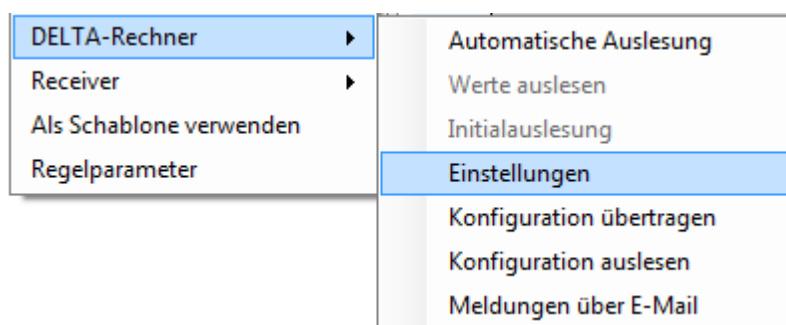 DELTA-Rechner
Receiver
Als Schablone verwenden
Regelparameter
Automatische Auslesung
Werte auslesen
Initialauslesung
Einstellungen
Konfiguration übertragen
Konfiguration auslesen
Meldungen über E-Mail